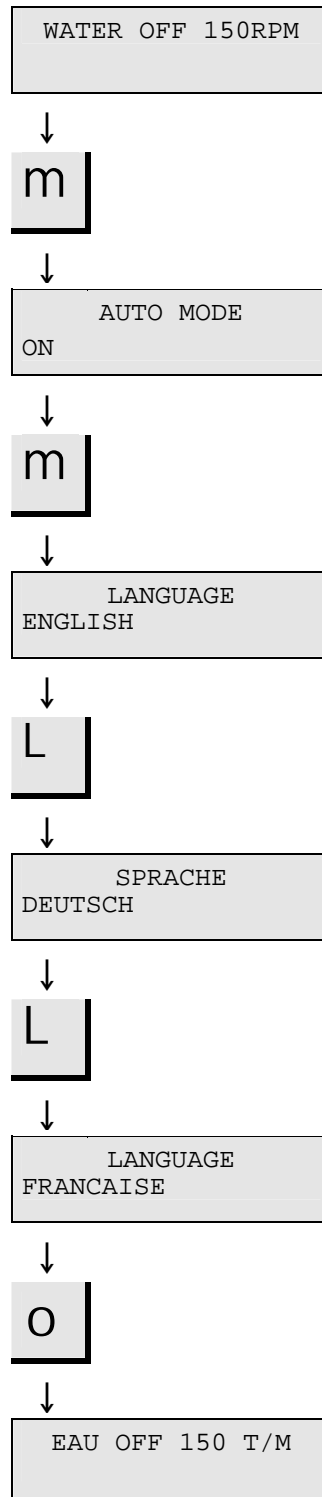 WATER OFF 150RPM
↓
m
↓
AUTO MODE
ON
↓
m
↓
LANGUAGE
ENGLISH
↓
L
↓
SPRACHE
DEUTSCH
↓
L
↓
LANGUAGE
FRANCAISE
↓
o
↓
EAU OFF 150 T/M